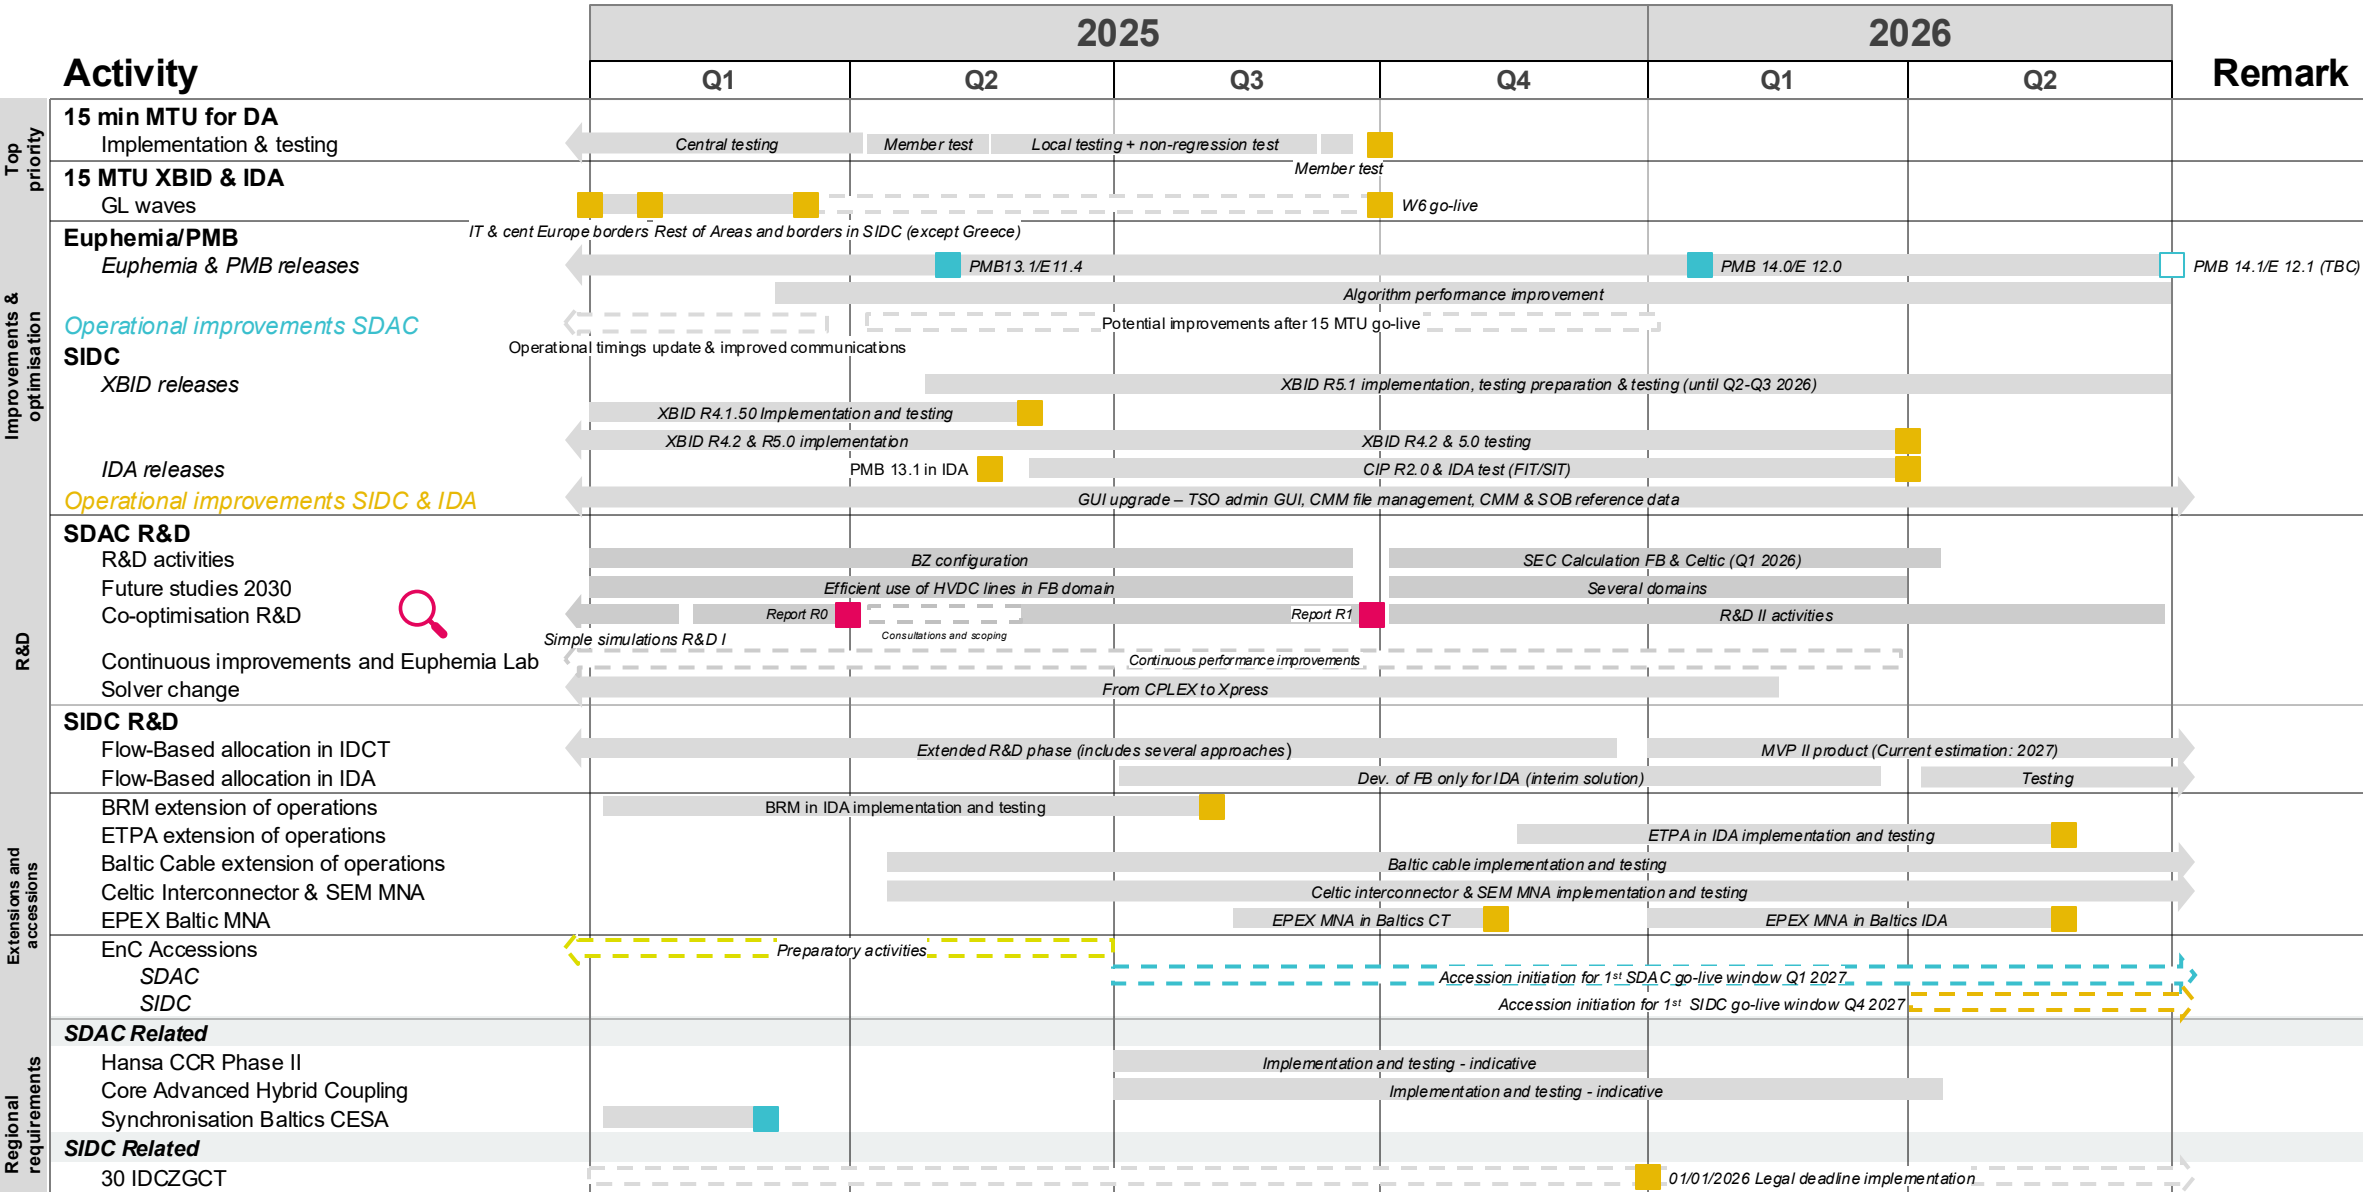 2025
2026
Activity
Q1
Q2
Q3
Q4
Q1
Q2
Remark
Top
priority
15 min MTU for DA
Implementation & testing
Central testing
Member test
Local testing + non-regression test
Member test
15 MTU XBID & IDA
GL waves
W6 go-live
IT & cent Europe borders
Rest of Areas and borders in SIDC (except Greece)
Improvements &
optimisation
Euphemia/PMB
Euphemia & PMB releases
PMB13.1/E11.4
PMB 14.0/E 12.0
PMB 14.1/E 12.1 (TBC)
Algorithm performance improvement
Operational improvements SDAC
Potential improvements after 15 MTU go-live
Operational timings update & improved communications
SIDC
XBID releases
XBID R5.1 implementation, testing preparation & testing (until Q2-Q3 2026)
XBID R4.1.50 Implementation and testing
XBID R4.2 & R5.0 implementation
XBID R4.2 & 5.0 testing
IDA releases
PMB 13.1 in IDA
CIP R2.0 & IDA test (FIT/SIT)
Operational improvements SIDC & IDA
GUI upgrade – TSO admin GUI, CMM file management, CMM & SOB reference data
R&D
SDAC R&D
R&D activities
BZ configuration
SEC Calculation FB & Celtic (Q1 2026)
Future studies 2030
Efficient use of HVDC lines in FB domain
Several domains
Co-optimisation R&D
Report R0
Report R1
R&D II activities
Simple simulations R&D I
Consultations and scoping
Continuous improvements and Euphemia Lab
Continuous performance improvements
Solver change
From CPLEX to Xpress
SIDC R&D
Flow-Based allocation in IDCT
Extended R&D phase (includes several approaches)
MVP II product (Current estimation: 2027)
Flow-Based allocation in IDA
Dev. of FB only for IDA (interim solution)
Testing
Extensions and
accessions
BRM extension of operations
BRM in IDA implementation and testing
ETPA extension of operations
ETPA in IDA implementation and testing
Baltic Cable extension of operations
Baltic cable implementation and testing
Celtic Interconnector & SEM MNA
Celtic interconnector & SEM MNA implementation and testing
EPEX Baltic MNA
EPEX MNA in Baltics CT
EPEX MNA in Baltics IDA
EnC Accessions
Preparatory activities
SDAC
Accession initiation for 1st SDAC go-live window Q1 2027
SIDC
Accession initiation for 1st SIDC go-live window Q4 2027
Regional
requirements
SDAC Related
Hansa CCR Phase II
Implementation and testing - indicative
Core Advanced Hybrid Coupling
Implementation and testing - indicative
Synchronisation Baltics CESA
SIDC Related
30 IDCZGCT
01/01/2026 Legal deadline implementation